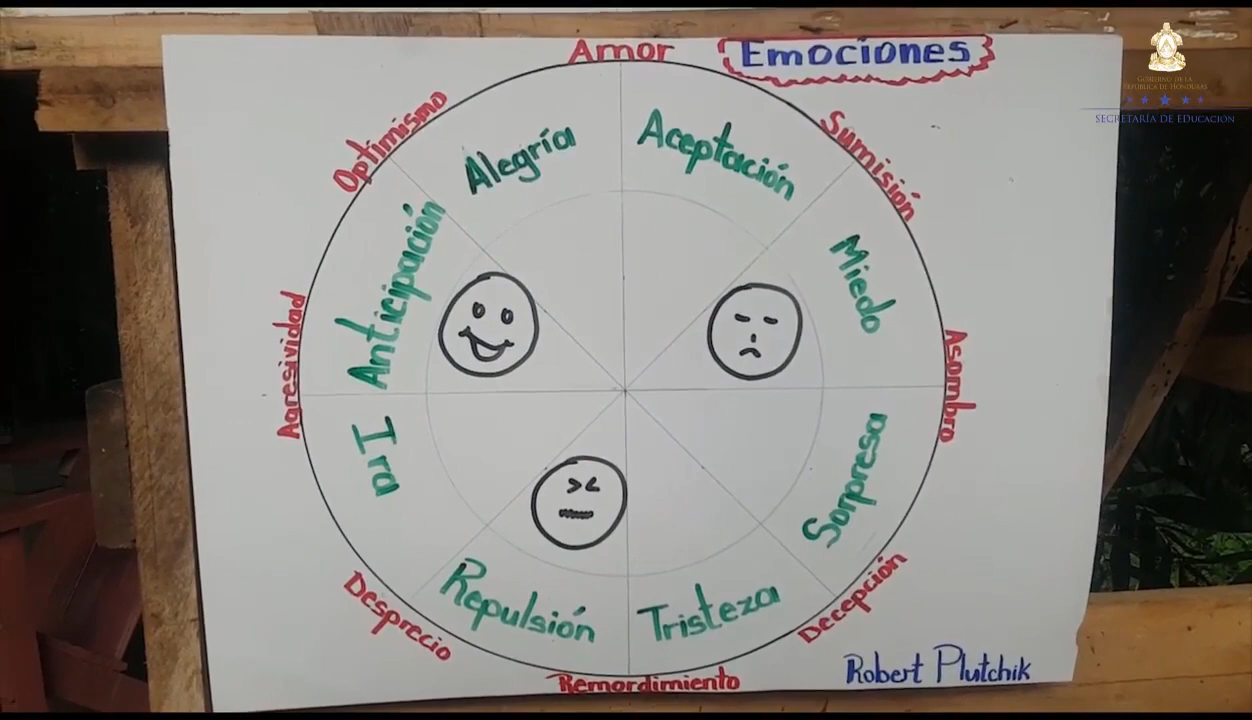 Amor
Emociones
GOBIERNO DE LA
REPÚBLICA DE HONDURAS
SECRETARÍA DE EDUCACIÓN
Optimismo
Sumisión
Alegría
Aceptación
Anticipación
Miedo
Agresividad
Asombro
Ira
Sorpresa
Desprecio
Repulsión
Tristeza
Decepción
Remordimiento
Robert Plutchik